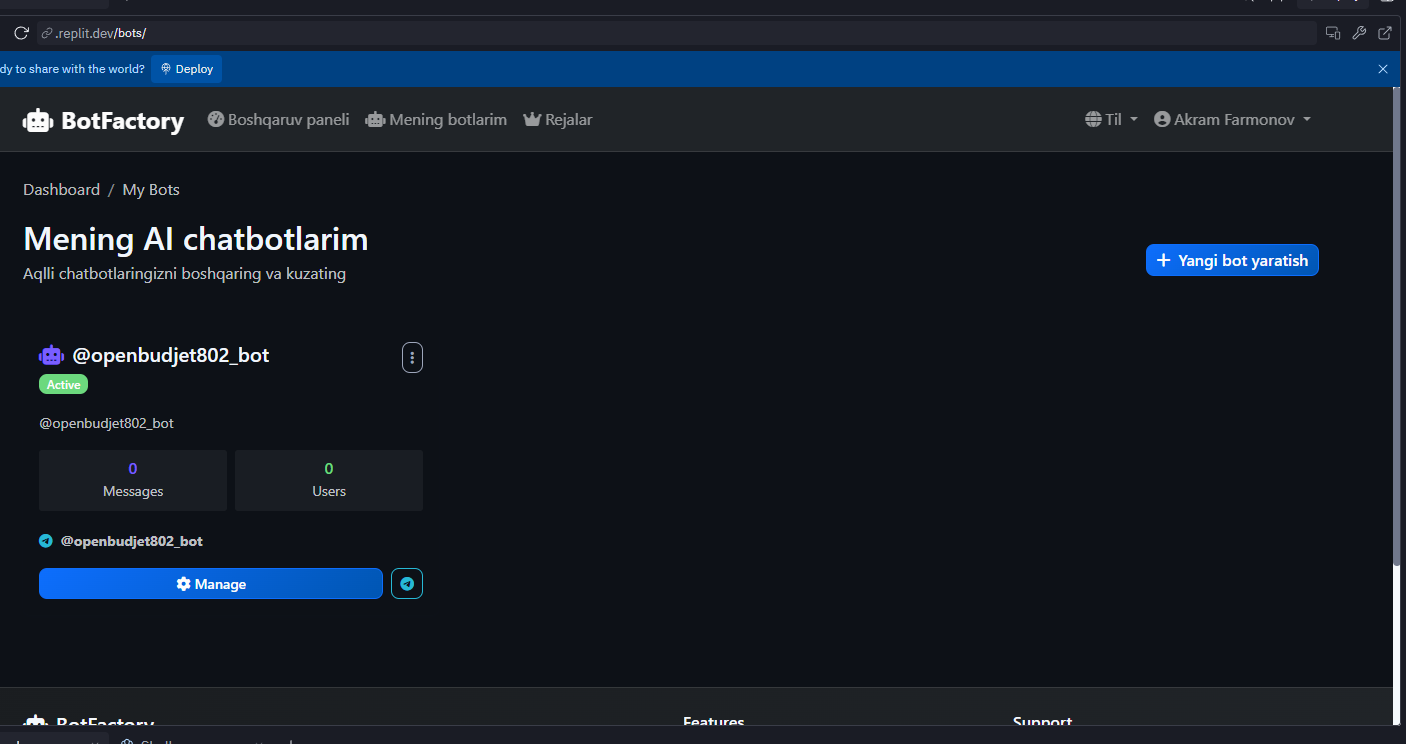 .replit.dev/bots/
dy to share with the world? Deploy
BotFactory Boshqaruv paneli Mening botlarim Rejalar Til Akram Farmonov
Dashboard / My Bots
Mening AI chatbotlarim
Aqlli chatbotlaringizni boshqaring va kuzating
+ Yangi bot yaratish
@openbudjet802_bot
Active
@openbudjet802_bot
0 0
Messages Users
@openbudjet802_bot
Manage
BotFactory Features Support